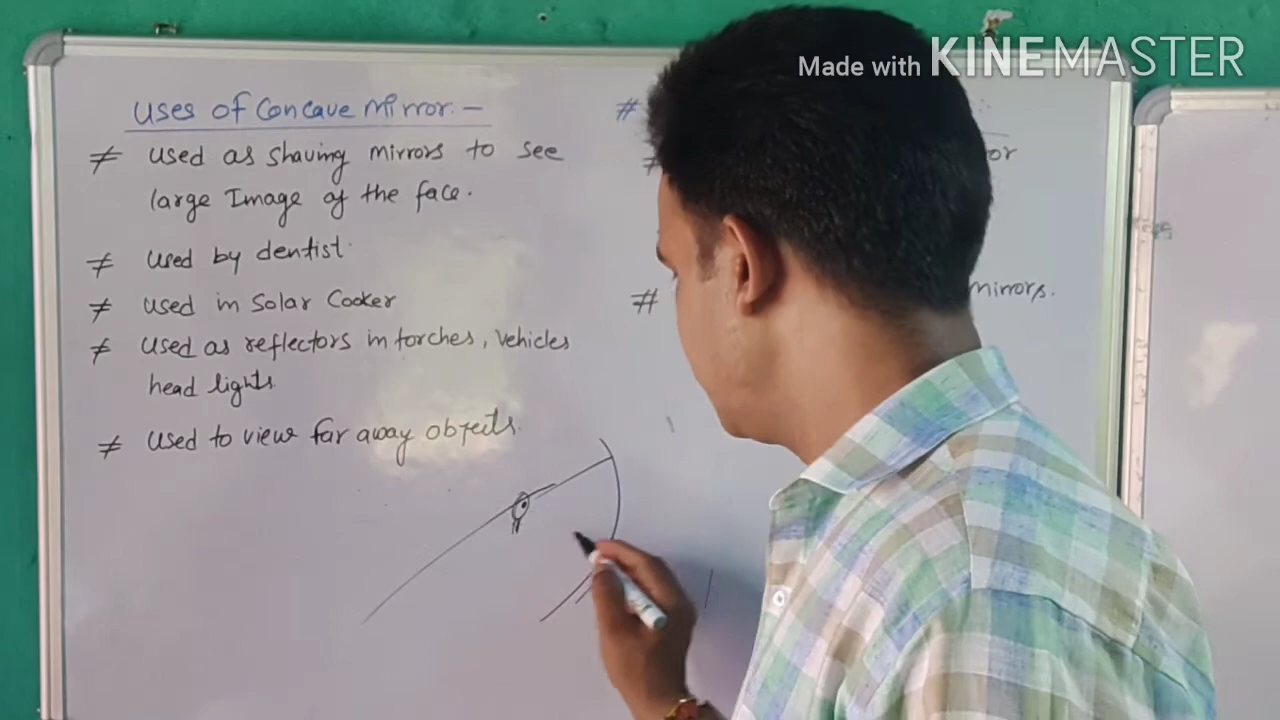 Made with KINEMASTER
Uses of Concave Mirror:-
≠ Used as shaving mirrors to see
large Image of the face.
≠ Used by dentist.
≠ Used in Solar Cooker
≠ Used as reflectors in torches, Vehicles
head lights
≠ Used to view far away objects.
#
or
# mirrors.